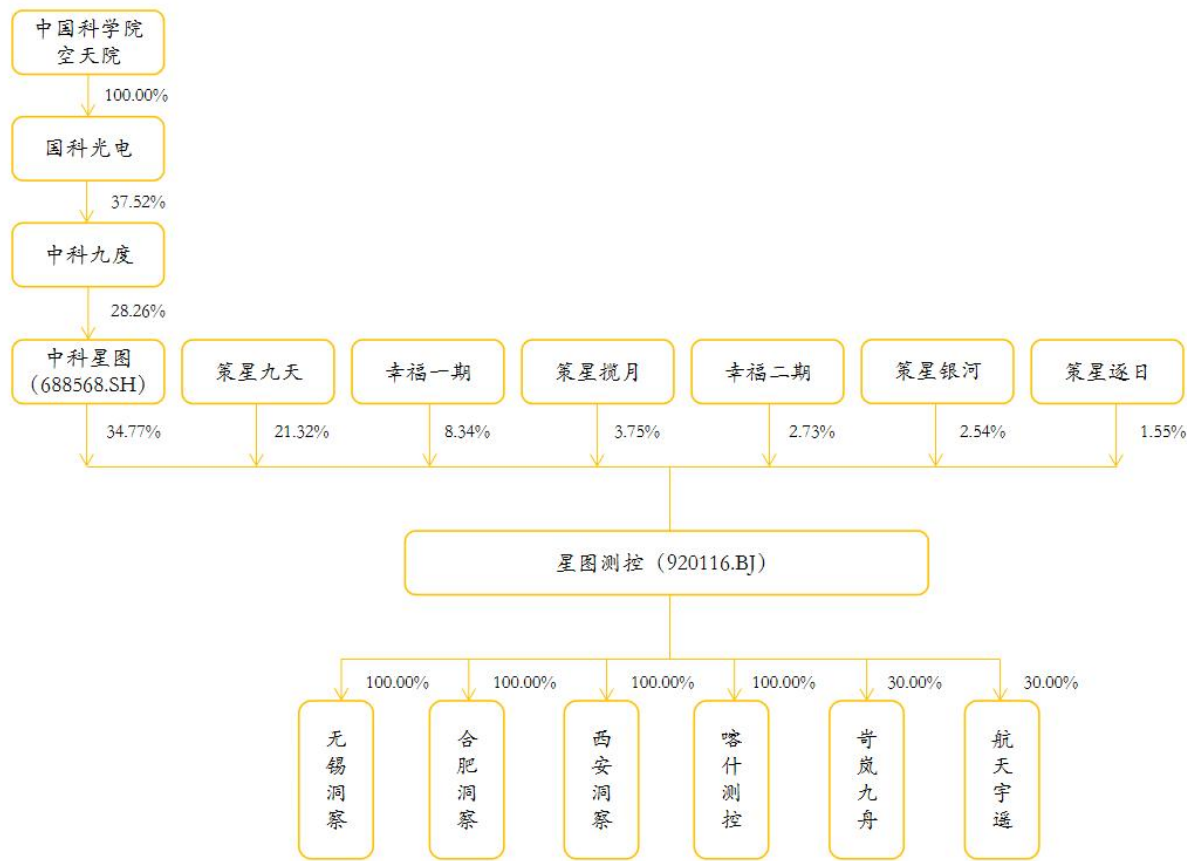 中国科学院
空天院
100.00%
国科光电
37.52%
中科九度
28.26%
中科星图
（688568.SH）
策星九天
幸福一期
策星揽月
幸福二期
策星银河
策星逐日
34.77%
21.32%
8.34%
3.75%
2.73%
2.54%
1.55%
星图测控（920116.BJ）
100.00%
100.00%
100.00%
100.00%
30.00%
30.00%
无锡洞察
合肥洞察
西安洞察
喀什测控
岢岚九舟
航天宇遥